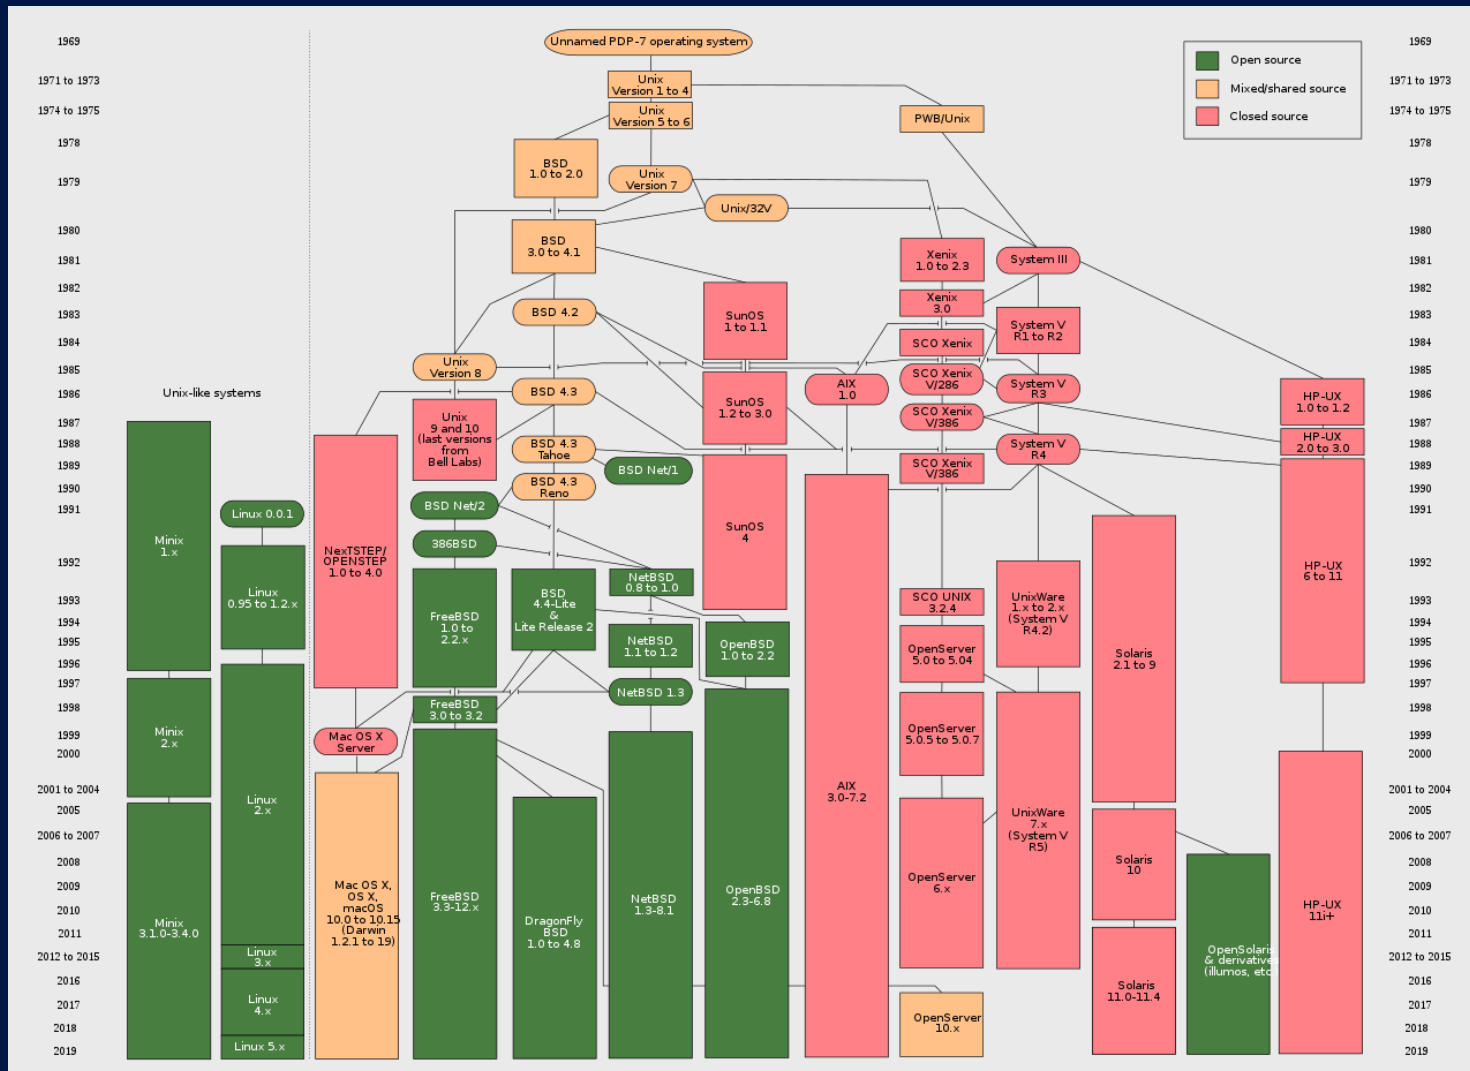 Unnamed PDP-7 operating system
Open source
Mixed/shared source
Closed source
1969
1971 to 1973
1974 to 1975
1978
1979
1980
1981
1982
1983
1984
1985
1986
1987
1988
1989
1990
1991
1992
1993
1994
1995
1996
1997
1998
1999
2000
2001 to 2004
2005
2006 to 2007
2008
2009
2010
2011
2012 to 2015
2016
2017
2018
2019
Unix-like systems
Minix
1.x
Minix
2.x
Minix
3.1.0-3.4.0
Linux 0.0.1
Linux
0.95 to 1.2.x
Linux
2.x
Linux
3.x
Linux
4.x
Linux 5.x
NexTSTEP/
OPENSTEP
1.0 to 4.0
Mac OS X
Server
Mac OS X,
OS X,
macOS
10.0 to 10.15
(Darwin
1.2.1 to 19)
Unix
Version 8
Unix
9 and 10
(last versions
from
Bell Labs)
BSD Net/2
386BSD
FreeBSD
1.0 to
2.2.x
FreeBSD
3.0 to 3.2
FreeBSD
3.3-12.x
BSD
1.0 to 2.0
BSD
3.0 to 4.1
BSD 4.2
BSD 4.3
BSD 4.3
Tahoe
BSD 4.3
Reno
BSD
4.4-Lite
&
Lite Release 2
DragonFly
BSD
1.0 to 4.8
Unix
Version 1 to 4
Unix
Version 5 to 6
Unix
Version 7
BSD Net/1
NetBSD
0.8 to 1.0
NetBSD
1.1 to 1.2
NetBSD 1.3
NetBSD
1.3-8.1
Unix/32V
SunOS
1 to 1.1
SunOS
1.2 to 3.0
SunOS
4
OpenBSD
1.0 to 2.2
OpenBSD
2.3-6.8
AIX
1.0
AIX
3.0-7.2
PWB/Unix
Xenix
1.0 to 2.3
Xenix
3.0
SCO Xenix
SCO Xenix
V/286
SCO Xenix
V/386
SCO Xenix
V/386
SCO UNIX
3.2.4
OpenServer
5.0 to 5.04
OpenServer
5.0.5 to 5.0.7
OpenServer
6.x
OpenServer
10.x
System III
System V
R1 to R2
System V
R3
System V
R4
UnixWare
1.x to 2.x
(System V
R4.2)
UnixWare
7.x
(System V
R5)
Solaris
2.1 to 9
Solaris
10
Solaris
11.0-11.4
OpenSolaris
& derivatives
(illumos, etc
HP-UX
1.0 to 1.2
HP-UX
2.0 to 3.0
HP-UX
6 to 11
HP-UX
11i+
1969
1971 to 1973
1974 to 1975
1978
1979
1980
1981
1982
1983
1984
1985
1986
1987
1988
1989
1990
1991
1992
1993
1994
1995
1996
1997
1998
1999
2000
2001 to 2004
2005
2006 to 2007
2008
2009
2010
2011
2012 to 2015
2016
2017
2018
2019